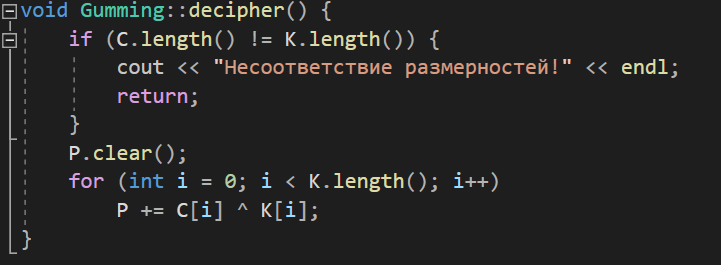 void Gumming::decipher() {
if (C.length() != K.length()) {
cout << "Несоответствие размерностей!" << endl;
return;
}
P.clear();
for (int i = 0; i < K.length(); i++)
P += C[i] ^ K[i];
}